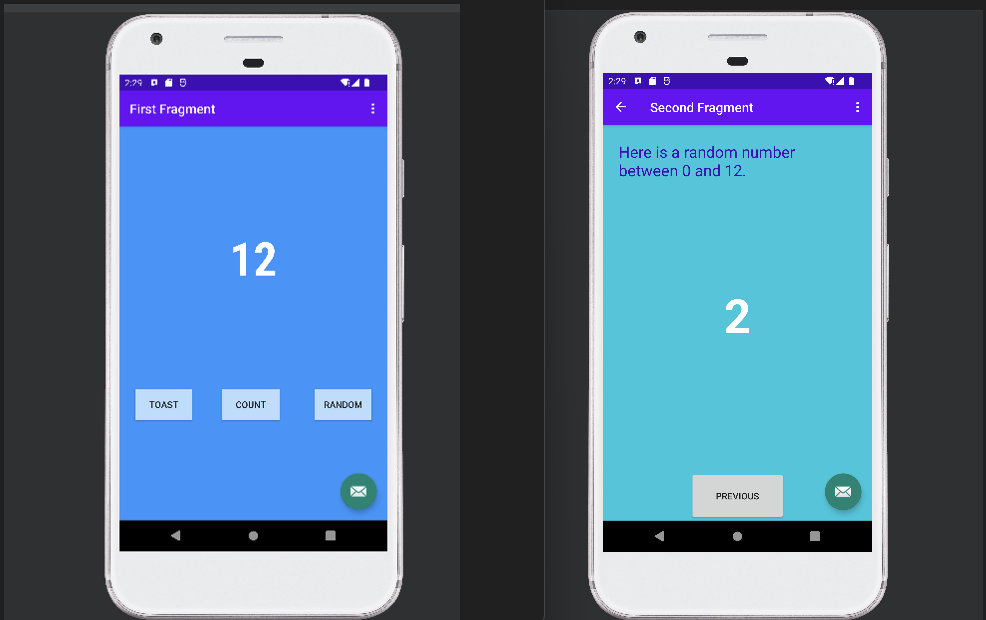 2:29
First Fragment
12
TOAST
COUNT
RANDOM
2:29
Second Fragment
Here is a random number
between 0 and 12.
2
PREVIOUS